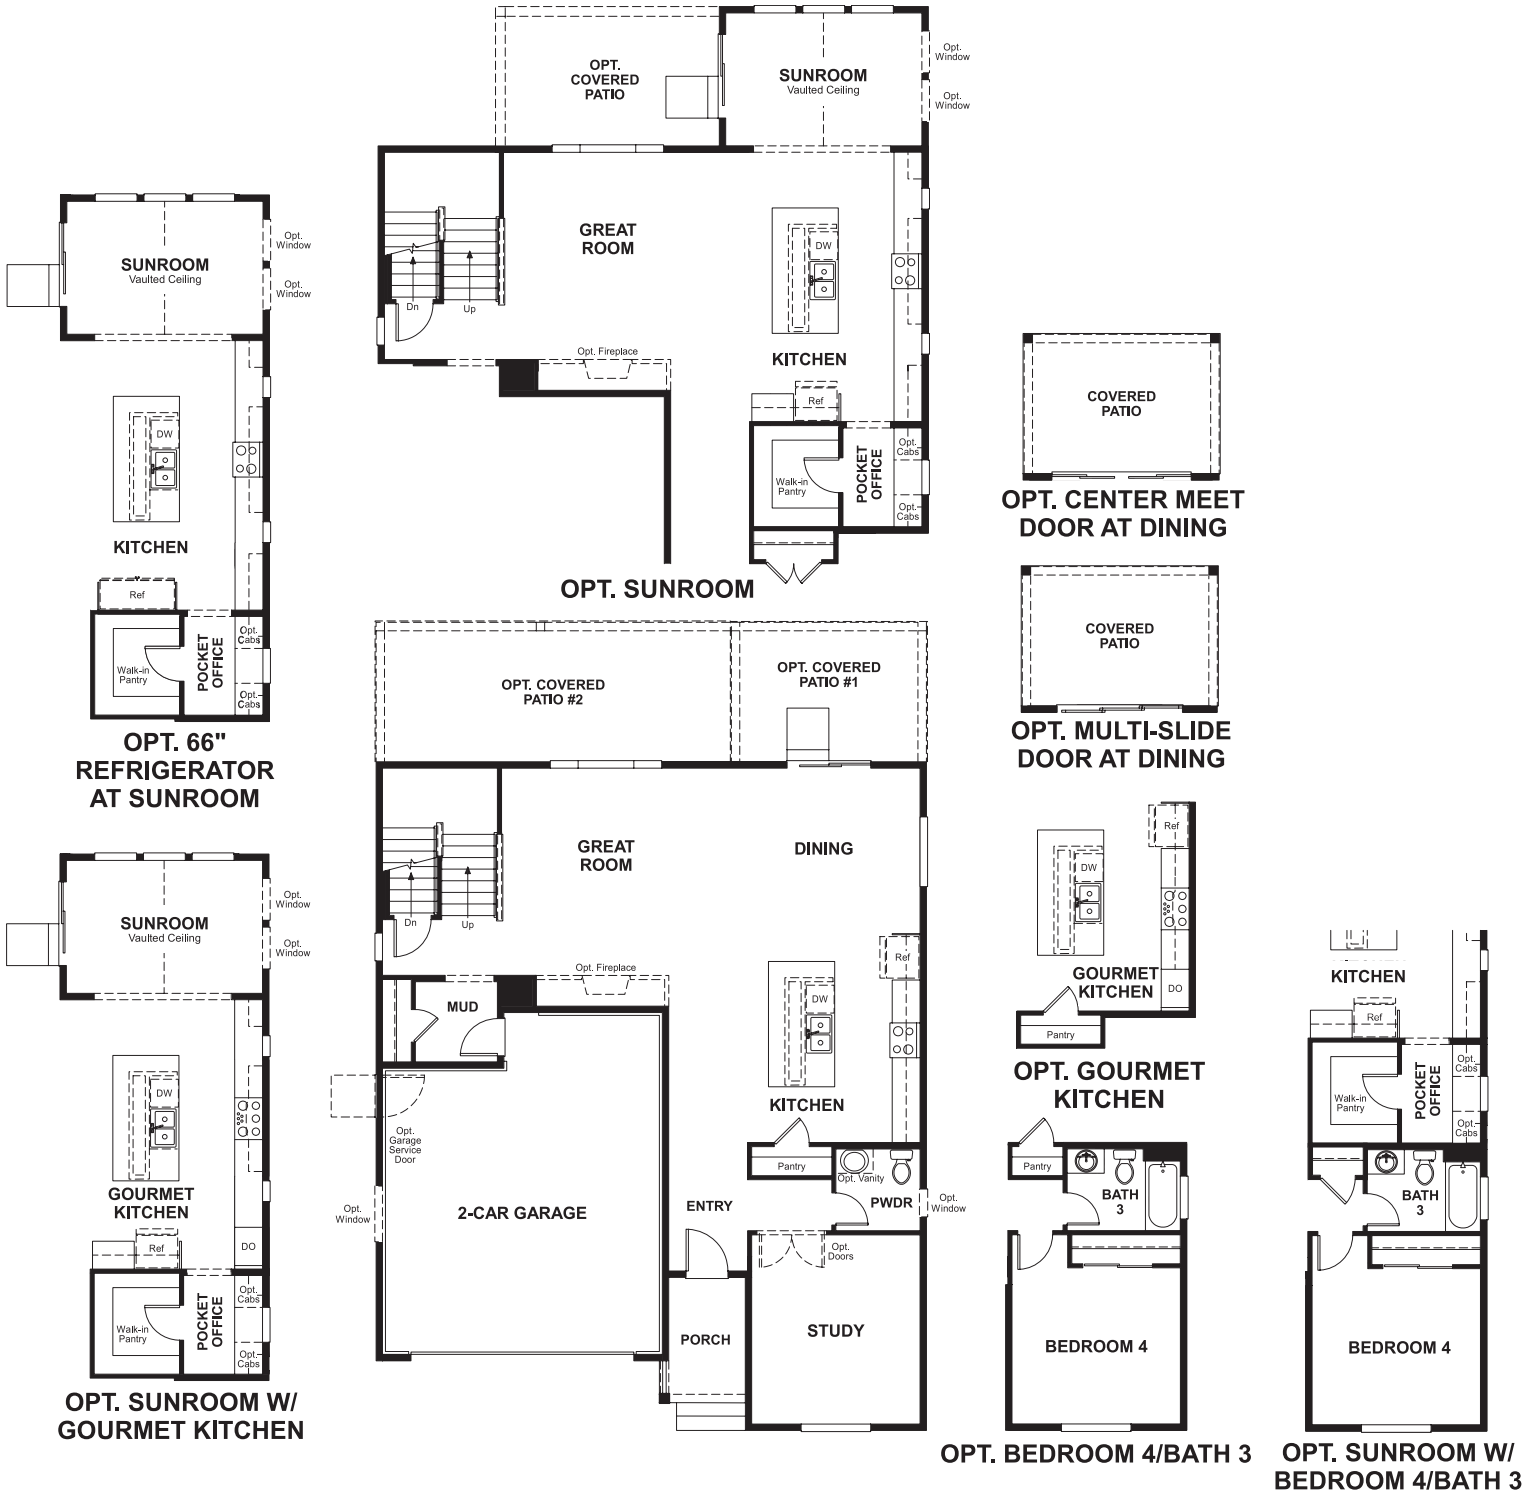 OPT.
COVERED
PATIO
SUNROOM
Vaulted Ceiling
Opt.
Window
Opt.
Window
GREAT
ROOM
DW
Dn
Up
Opt. Fireplace
KITCHEN
Ref
Walk-in
Pantry
POCKET
OFFICE
Opt.
Cabs
Opt.
Cabs
OPT. SUNROOM
SUNROOM
Vaulted Ceiling
Opt.
Window
Opt.
Window
DW
KITCHEN
Ref
Walk-in
Pantry
POCKET
OFFICE
Opt.
Cabs
Opt.
Cabs
OPT. 66"
REFRIGERATOR
AT SUNROOM
COVERED
PATIO
OPT. CENTER MEET
DOOR AT DINING
COVERED
PATIO
OPT. MULTI-SLIDE
DOOR AT DINING
OPT. COVERED
PATIO #2
OPT. COVERED
PATIO #1
GREAT
ROOM
DINING
Dn
Up
Opt. Fireplace
MUD
Ref
DW
KITCHEN
Opt.
Garage
Service
Door
Opt.
Window
2-CAR GARAGE
Pantry
Opt. Vanity
PWDR
Opt.
Window
ENTRY
Opt.
Doors
PORCH
STUDY
SUNROOM
Vaulted Ceiling
Opt.
Window
Opt.
Window
DW
GOURMET
KITCHEN
Ref
DO
Walk-in
Pantry
POCKET
OFFICE
Opt.
Cabs
Opt.
Cabs
OPT. SUNROOM W/
GOURMET KITCHEN
Ref
DW
GOURMET
KITCHEN
DO
Pantry
OPT. GOURMET
KITCHEN
Pantry
BATH
3
BEDROOM 4
OPT. BEDROOM 4/BATH 3
KITCHEN
Ref
Walk-in
Pantry
POCKET
OFFICE
Opt.
Cabs
Opt.
Cabs
BATH
3
BEDROOM 4
OPT. SUNROOM W/
BEDROOM 4/BATH 3